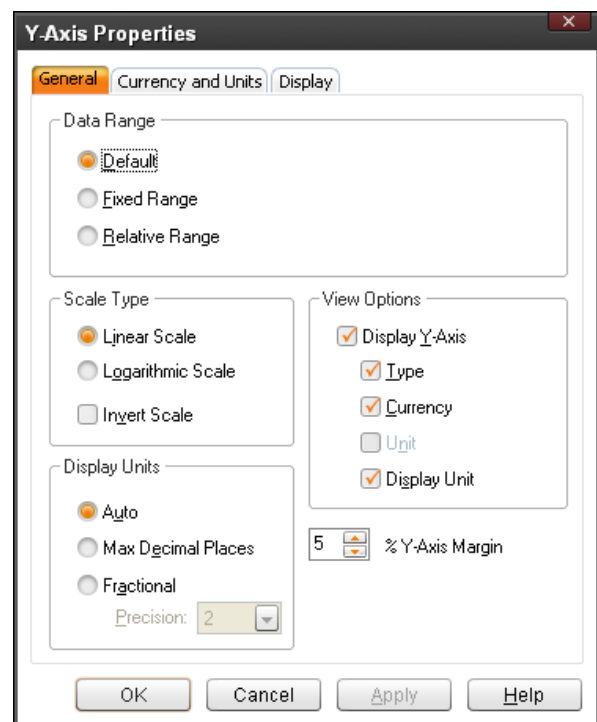 Y-Axis Properties
General
Currency and Units
Display
Data Range
Default
Fixed Range
Relative Range
Scale Type
Linear Scale
Logarithmic Scale
Invert Scale
View Options
Display Y-Axis
Type
Currency
Unit
Display Unit
Display Units
Auto
Max Decimal Places
Fractional
Precision: 2
5 % Y-Axis Margin
OK
Cancel
Apply
Help